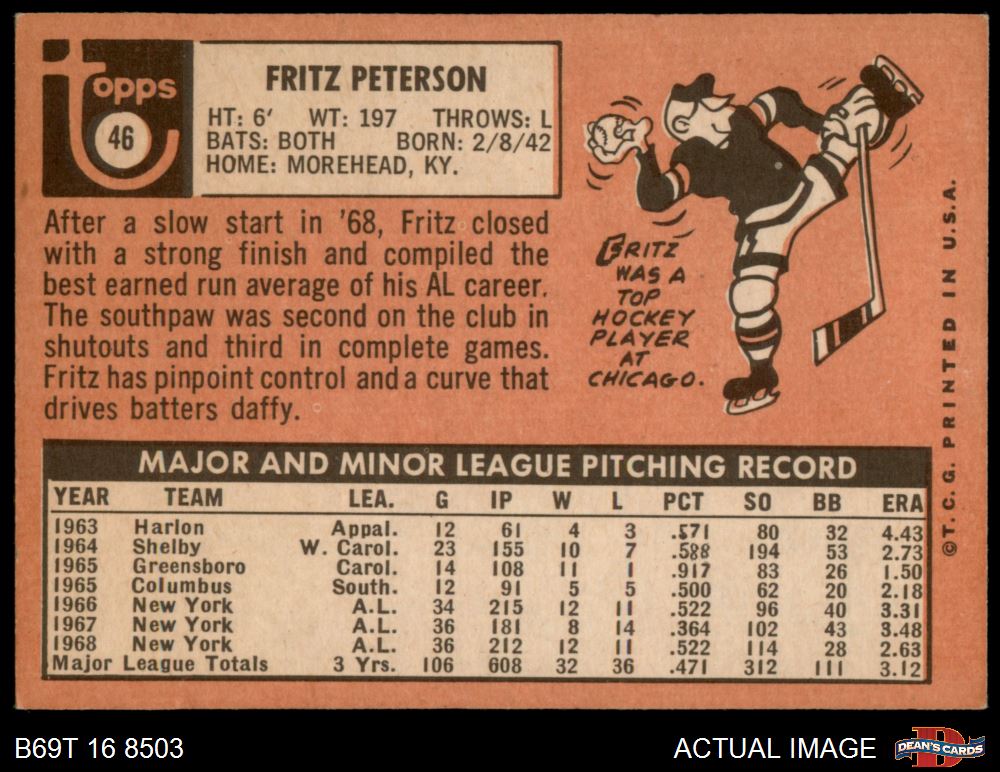 Topps
46
FRITZ PETERSON
HT: 6' WT: 197 THROWS: L
BATS: BOTH BORN: 2/8/42
HOME: MOREHEAD, KY.
After a slow start in '68, Fritz closed
with a strong finish and compiled the
best earned run average of his AL career.
The southpaw was second on the club in
shutouts and third in complete games.
Fritz has pinpoint control and a curve that
drives batters daffy.
FRITZ
WAS A
TOP
HOCKEY
PLAYER
AT
CHICAGO.
©T.C.G. PRINTED IN U.S.A.
MAJOR AND MINOR LEAGUE PITCHING RECORD
YEAR TEAM LEA. G IP W L PCT SO BB ERA
1963 Harlon Appal. 12 61 4 3 .571 80 32 4.43
1964 Shelby W. Carol. 23 155 10 7 .588 194 53 2.73
1965 Greensboro Carol. 14 108 11 1 .917 83 26 1.50
1965 Columbus South. 12 91 5 5 .500 62 20 2.18
1966 New York A.L. 34 215 12 11 .522 96 40 3.31
1967 New York A.L. 36 181 8 14 .364 102 43 3.48
1968 New York A.L. 36 212 12 11 .522 114 28 2.63
Major League Totals 3 Yrs. 106 608 32 36 .471 312 111 3.12
B69T 16 8503
ACTUAL IMAGE
D
DEAN'S CARDS